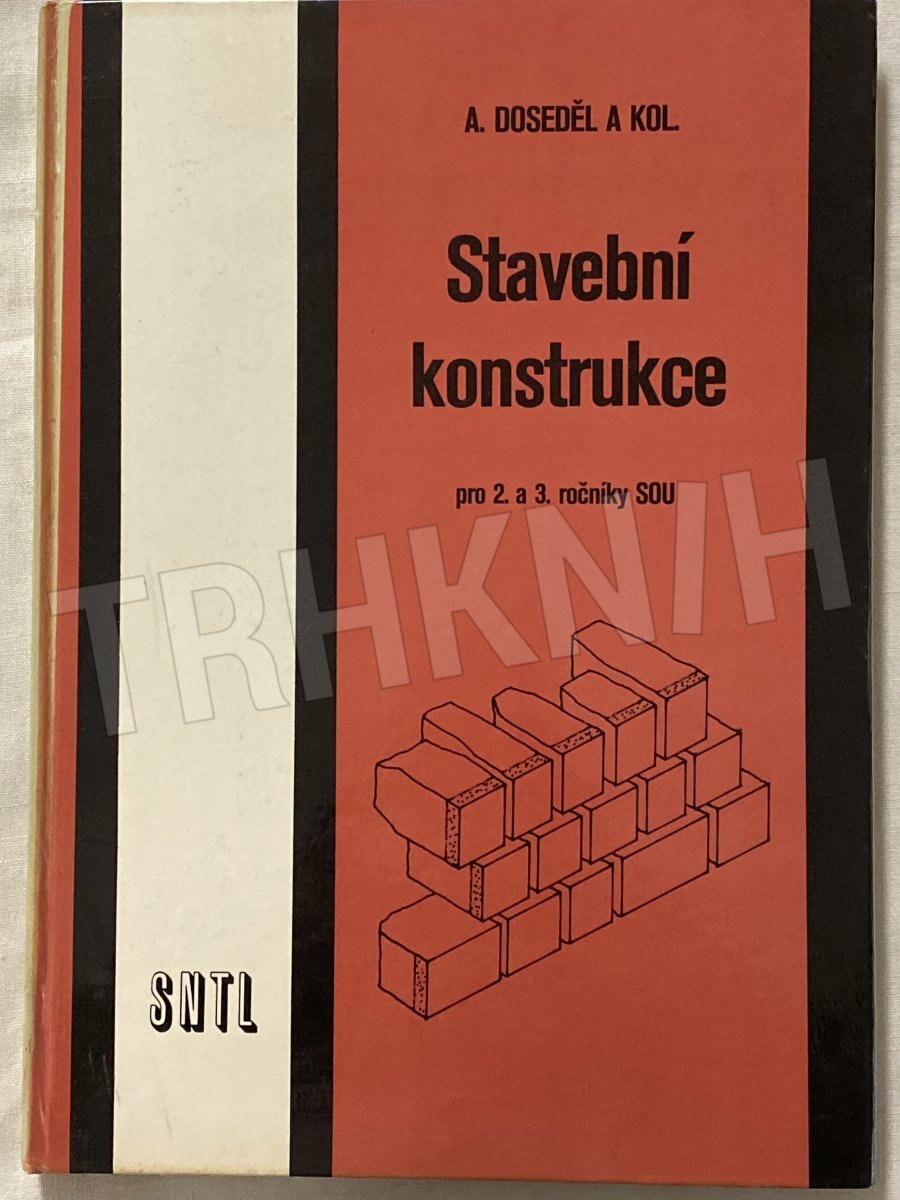 A. DOSEDĚL A KOL.
Stavební
konstrukce
pro 2. a 3. ročníky SOU
TRHKNIH
SNTL